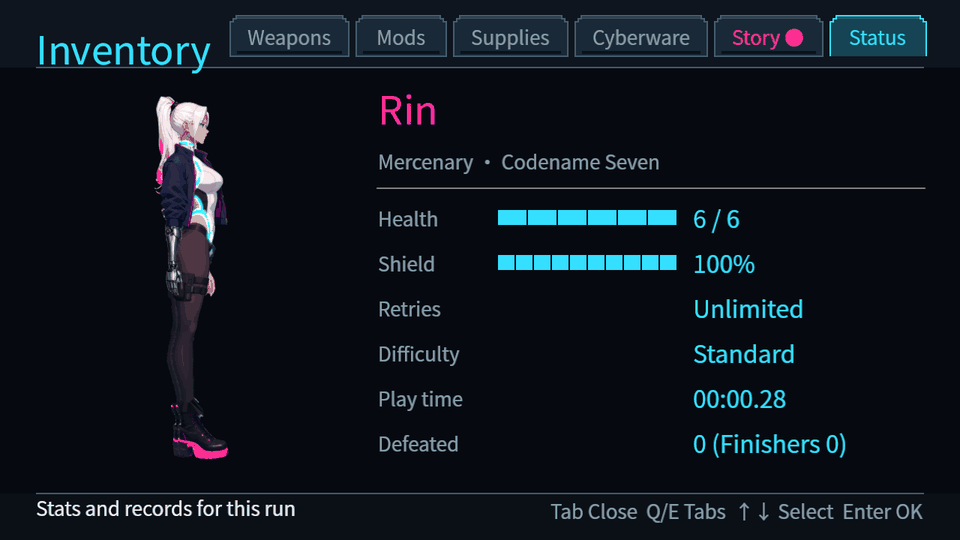 Inventory
Weapons
Mods
Supplies
Cyberware
Story
Status
Rin
Mercenary・Codename Seven
Health 6 / 6
Shield 100%
Retries Unlimited
Difficulty Standard
Play time 00:00.28
Defeated 0 (Finishers 0)
Stats and records for this run
Tab Close Q/E Tabs ↑↓ Select Enter OK